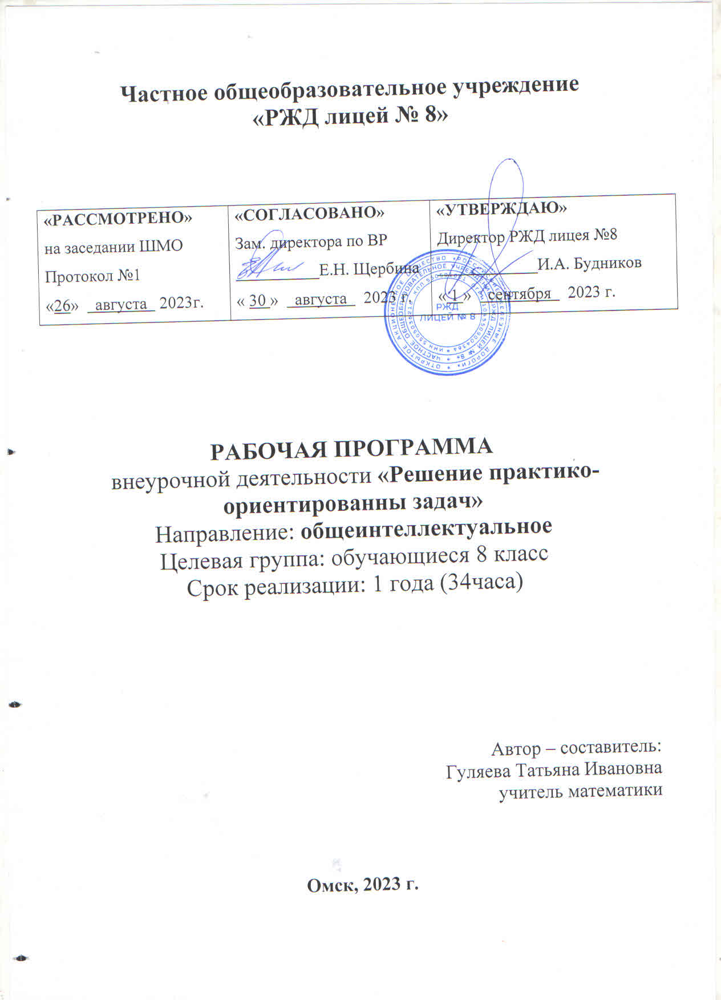 Частное общеобразовательное учреждение
«РЖД лицей № 8»
«РАССМОТРЕНО»
на заседании ШМО
Протокол №1
«26» августа 2023г.
«СОГЛАСОВАНО»
Зам. директора по ВР
Е.Н. Щербина
« 30 » августа 2023 г.
«УТВЕРЖДАЮ»
Директор РЖД лицея №8
И.А. Будников
« 1 » сентября 2023 г.
РЖД
ЛИЦЕЙ № 8
РАБОЧАЯ ПРОГРАММА
внеурочной деятельности «Решение практико-
ориентированны задач»
Направление: общеинтеллектуальное
Целевая группа: обучающиеся 8 класс
Срок реализации: 1 года (34часа)
Автор – составитель:
Гуляева Татьяна Ивановна
учитель математики
Омск, 2023 г.